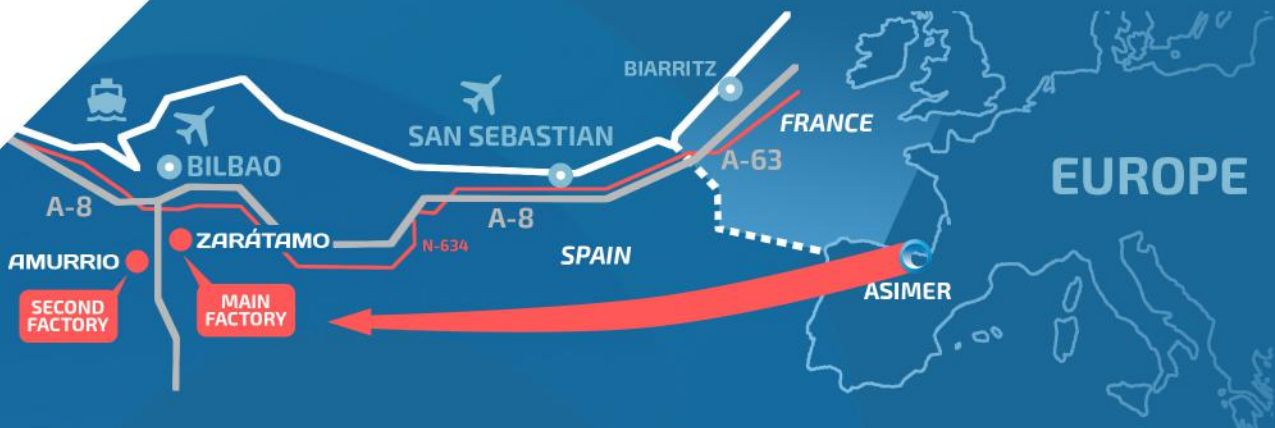 BIARRITZ
SAN SEBASTIAN
FRANCE
BILBAO
A-63
EUROPE
A-8
A-8
ZARÁTAMO
N-634
SPAIN
AMURRIO
ASIMER
SECOND
FACTORY
MAIN
FACTORY